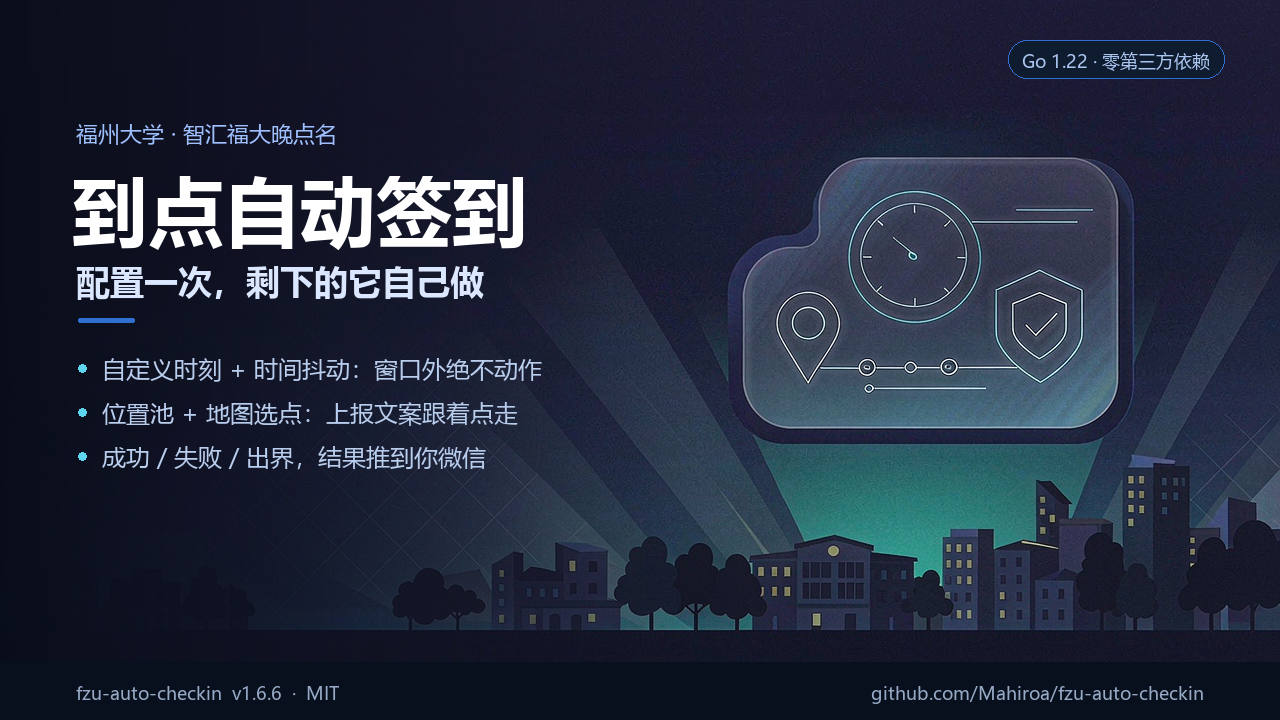 Go 1.22 · 零第三方依赖
福州大学 · 智汇福大晚点名
到点自动签到
配置一次，剩下的它自己做
自定义时刻 + 时间抖动：窗口外绝不动作
位置池 + 地图选点：上报文案跟着点走
成功 / 失败 / 出界，结果推到你微信
fzu-auto-checkin v1.6.6 · MIT
github.com/Mahiroa/fzu-auto-checkin